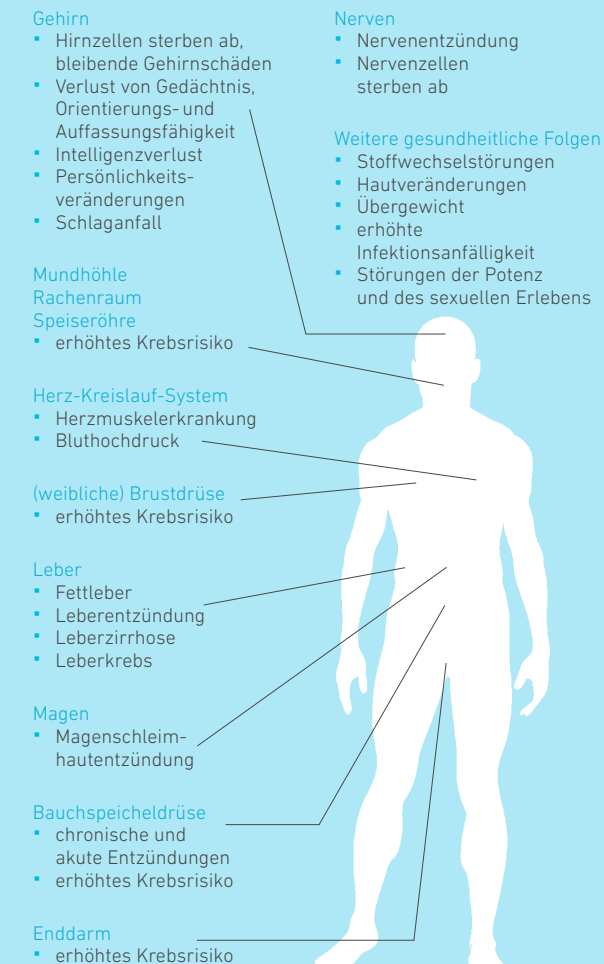 Gehirn
▪ Hirnzellen sterben ab,
bleibende Gehirnschäden
▪ Verlust von Gedächtnis,
Orientierungs- und
Auffassungsfähigkeit
▪ Intelligenzverlust
▪ Persönlichkeits-
veränderungen
▪ Schlaganfall
Mundhöhle
Rachenraum
Speiseröhre
▪ erhöhtes Krebsrisiko
Herz-Kreislauf-System
▪ Herzmuskelerkrankung
▪ Bluthochdruck
(weibliche) Brustdrüse
▪ erhöhtes Krebsrisiko
Leber
▪ Fettleber
▪ Leberentzündung
▪ Leberzirrhose
▪ Leberkrebs
Magen
▪ Magenschleim-
hautentzündung
Bauchspeicheldrüse
▪ chronische und
akute Entzündungen
▪ erhöhtes Krebsrisiko
Enddarm
▪ erhöhtes Krebsrisiko
Nerven
▪ Nervenentzündung
▪ Nervenzellen
sterben ab
Weitere gesundheitliche Folgen
▪ Stoffwechselstörungen
▪ Hautveränderungen
▪ Übergewicht
▪ erhöhte
Infektionsanfälligkeit
▪ Störungen der Potenz
und des sexuellen Erlebens